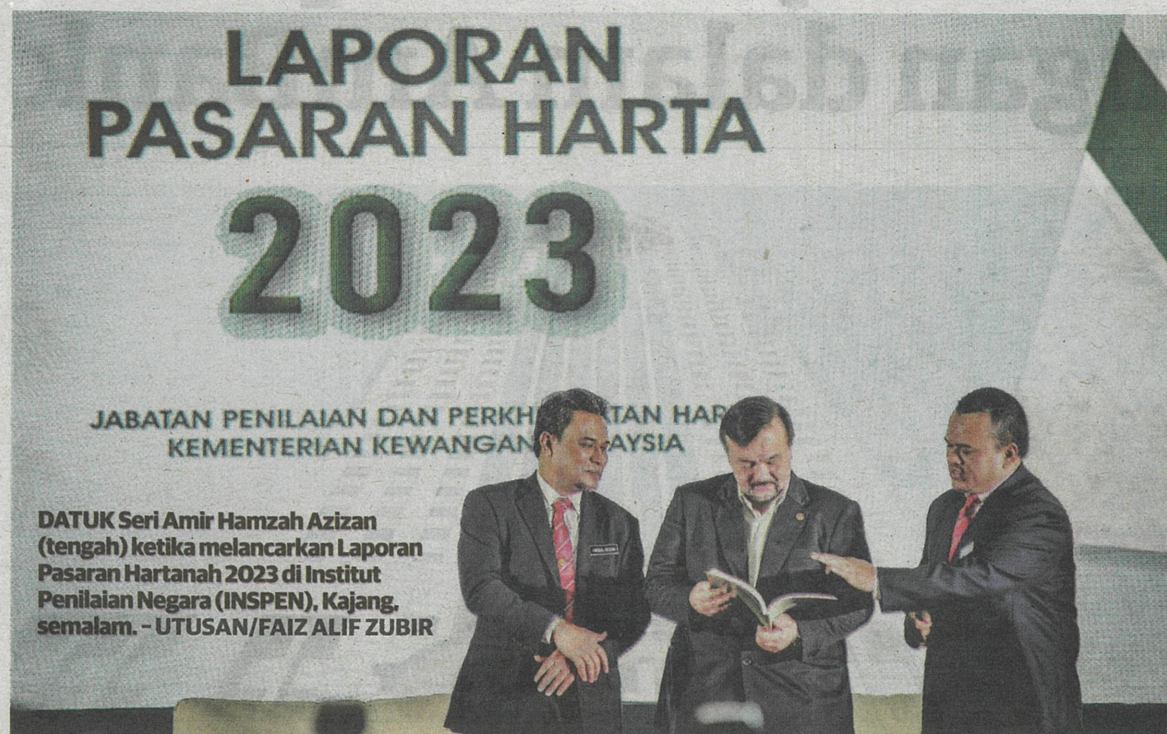 LAPORAN
PASARAN HARTA
2023
JABATAN PENILAIAN DAN
KEMENTERIAN KEWANGAN
DATUK Seri Amir Hamzah Azizan
(tengah) ketika melancarkan Laporan
Pasaran Hartanah 2023 di Institut
Penilaian Negara (INSPEN), Kajang,
semalam. – UTUSAN/FAIZ ALIF ZUBIR